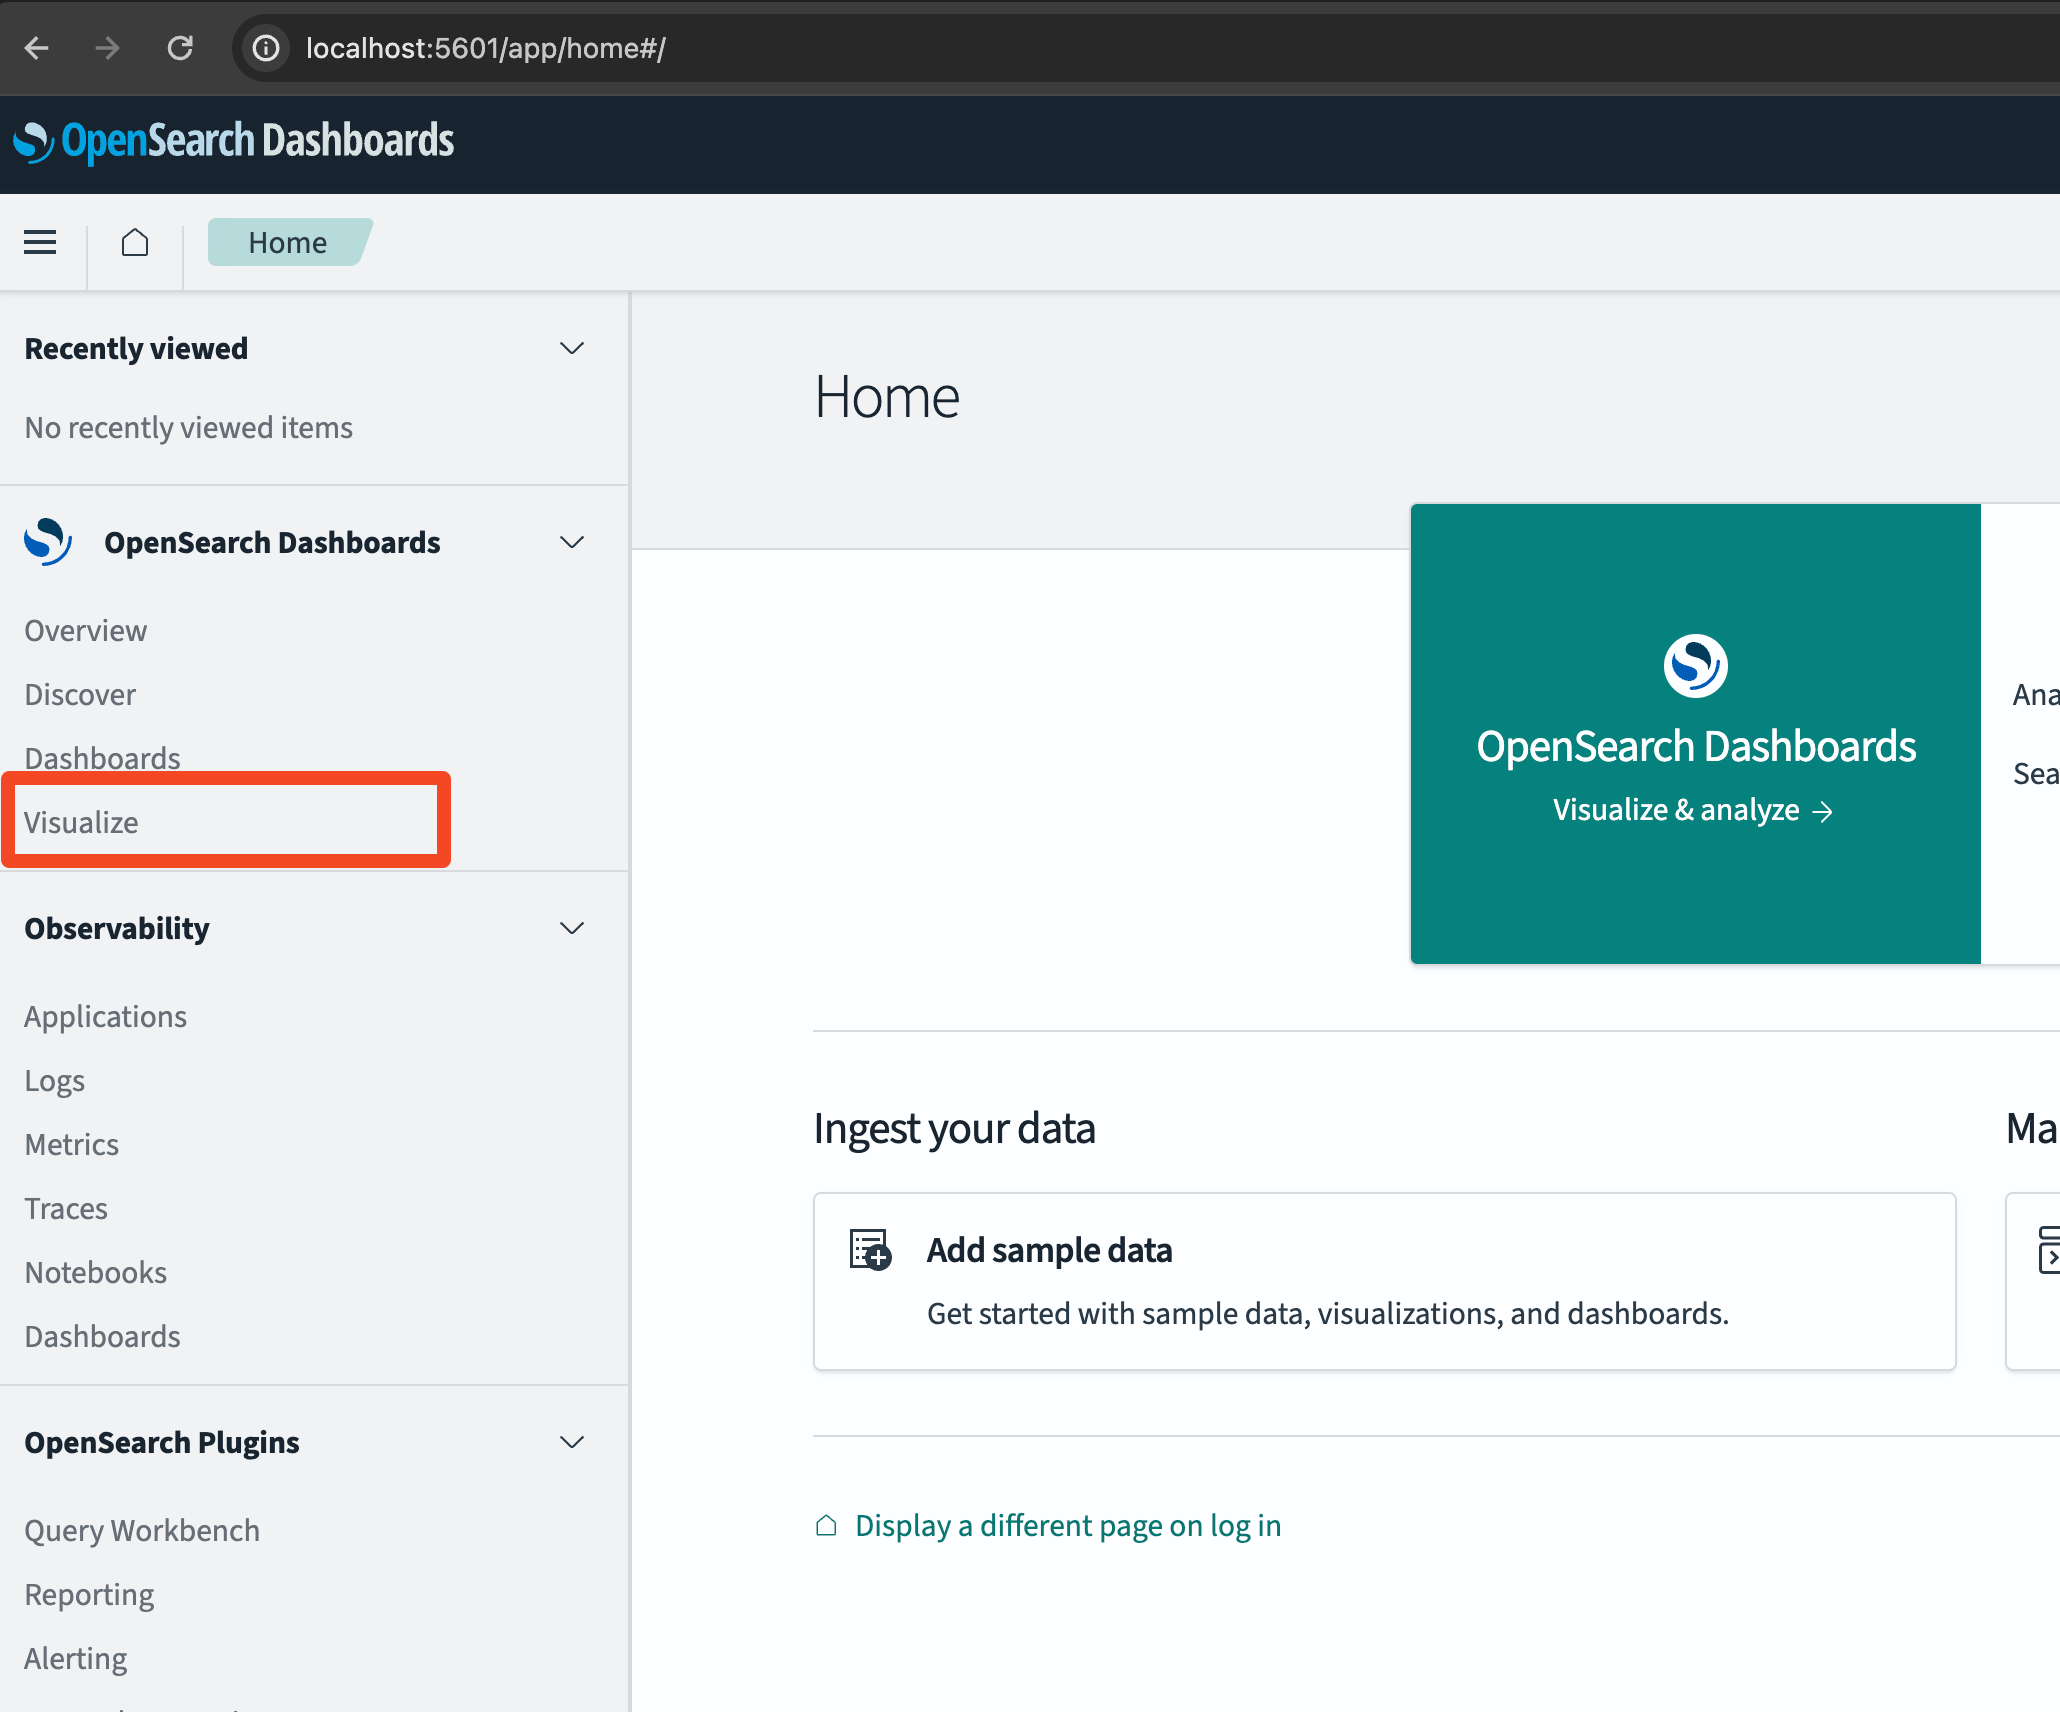 localhost:5601/app/home#/
OpenSearch Dashboards
Home
Recently viewed
No recently viewed items
OpenSearch Dashboards
Overview
Discover
Dashboards
Visualize
Observability
Applications
Logs
Metrics
Traces
Notebooks
Dashboards
OpenSearch Plugins
Query Workbench
Reporting
Alerting
Home
OpenSearch Dashboards
Visualize & analyze →
Ana
Sea
Ingest your data
Ma
Add sample data
Get started with sample data, visualizations, and dashboards.
Display a different page on log in